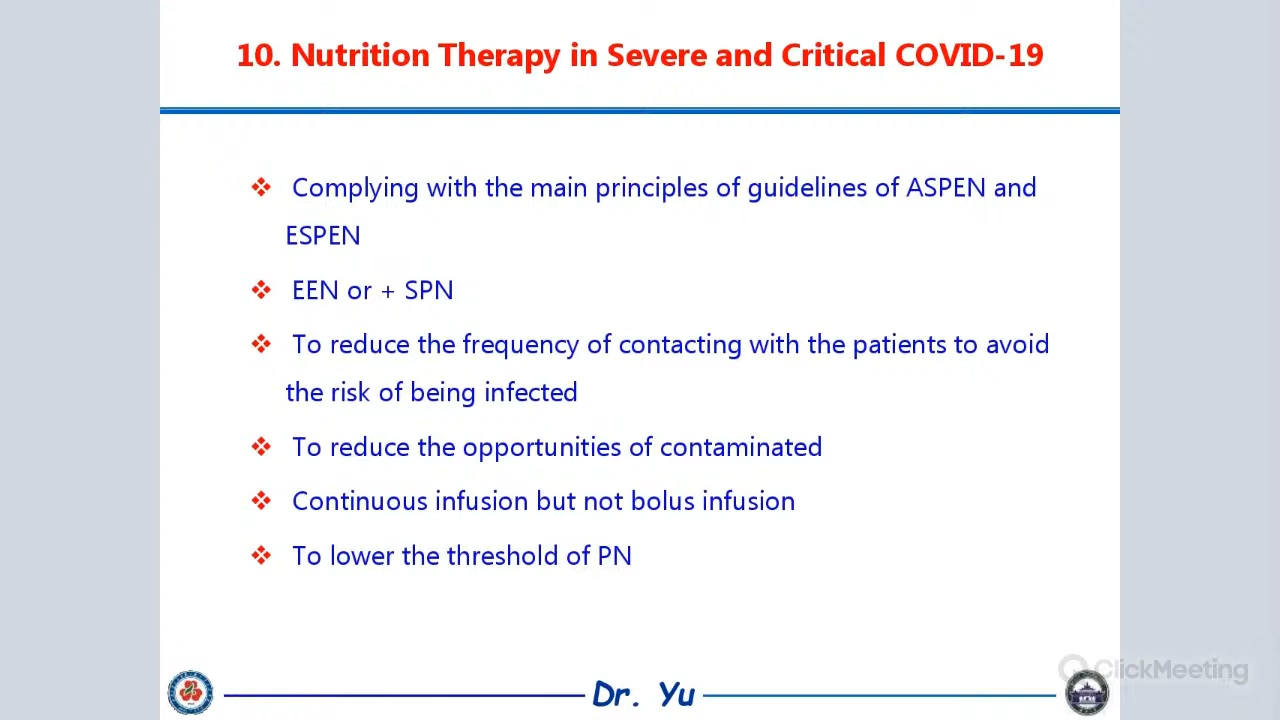 10. Nutrition Therapy in Severe and Critical COVID-19
❖ Complying with the main principles of guidelines of ASPEN and
ESPEN
❖ EEN or + SPN
❖ To reduce the frequency of contacting with the patients to avoid
the risk of being infected
❖ To reduce the opportunities of contaminated
❖ Continuous infusion but not bolus infusion
❖ To lower the threshold of PN
ClickMeeting
Dr. Yu